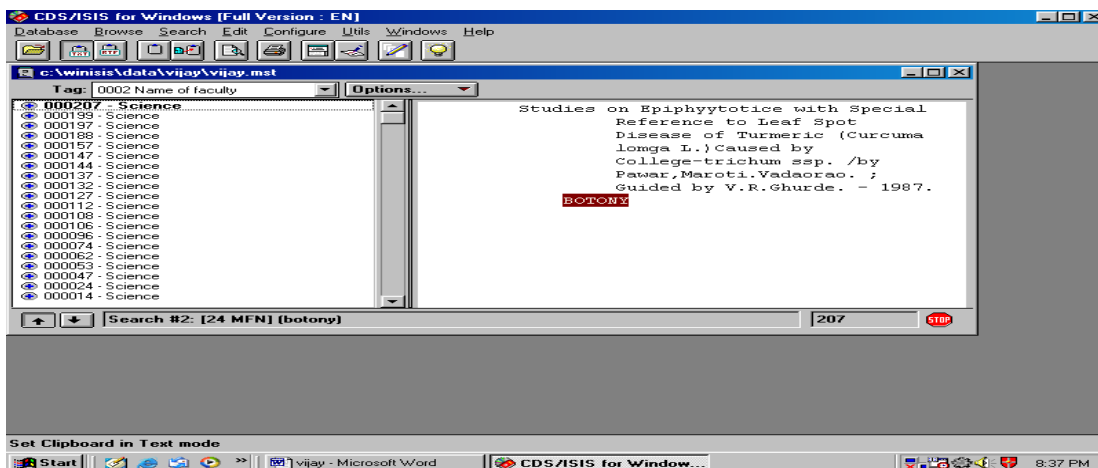 CDS/ISIS for Windows [Full Version : EN]
Database Browse Search Edit Configure Utils Windows Help
c:\winisis\data\vijay\vijay.mst
Tag: 0002 Name of faculty Options...
000207 - Science
000199 - Science
000197 - Science
000188 - Science
000157 - Science
000147 - Science
000144 - Science
000137 - Science
000132 - Science
000127 - Science
000112 - Science
000108 - Science
000106 - Science
000096 - Science
000074 - Science
000062 - Science
000053 - Science
000047 - Science
000024 - Science
000014 - Science
Studies on Epiphyytotice with Special
Reference to Leaf Spot
Disease of Turmeric (Curcuma
lomga L.)Caused by
College-trichum ssp. /by
Pawar,Maroti.Vadaorao. ;
Guided by V.R.Ghurde. - 1987.
BOTONY
Search #2: [24 MFN] (botony) 207 STOP
Set Clipboard in Text mode
Start » vijay - Microsoft Word CDS/ISIS for Window... 8:37 PM